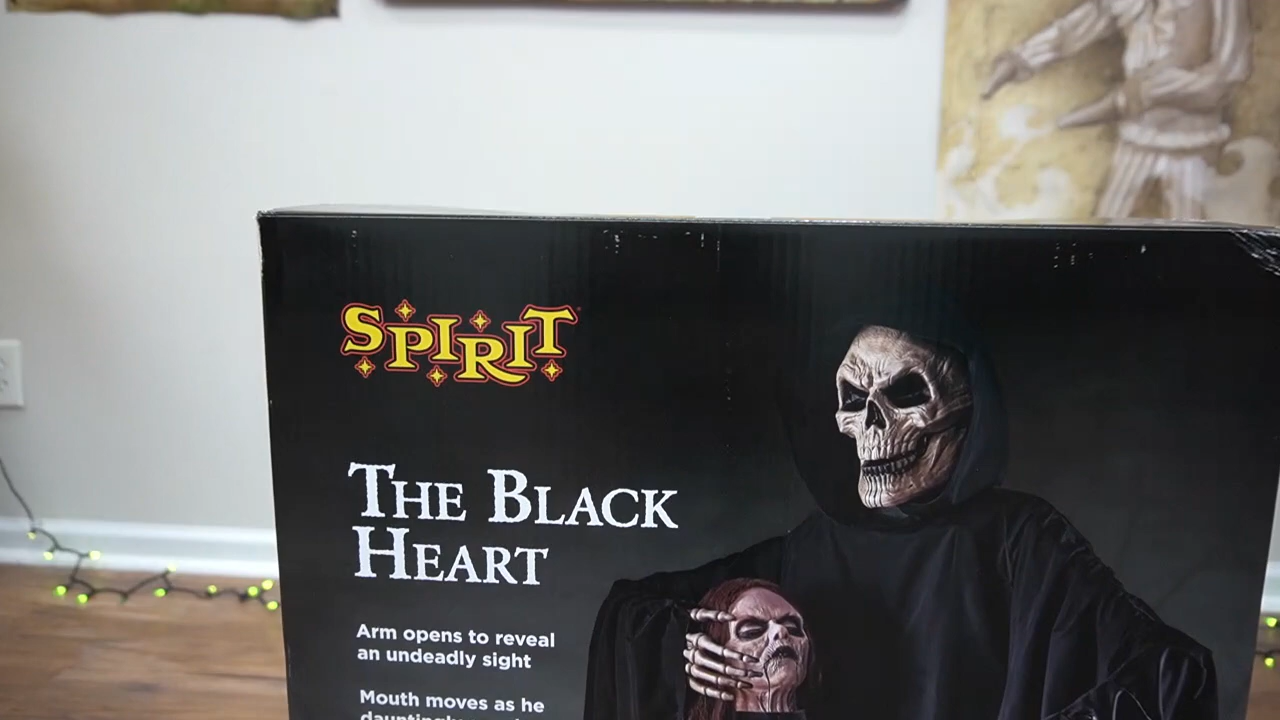 SPIRIT
THE BLACK
HEART
Arm opens to reveal
an undeadly sight
Mouth moves as he